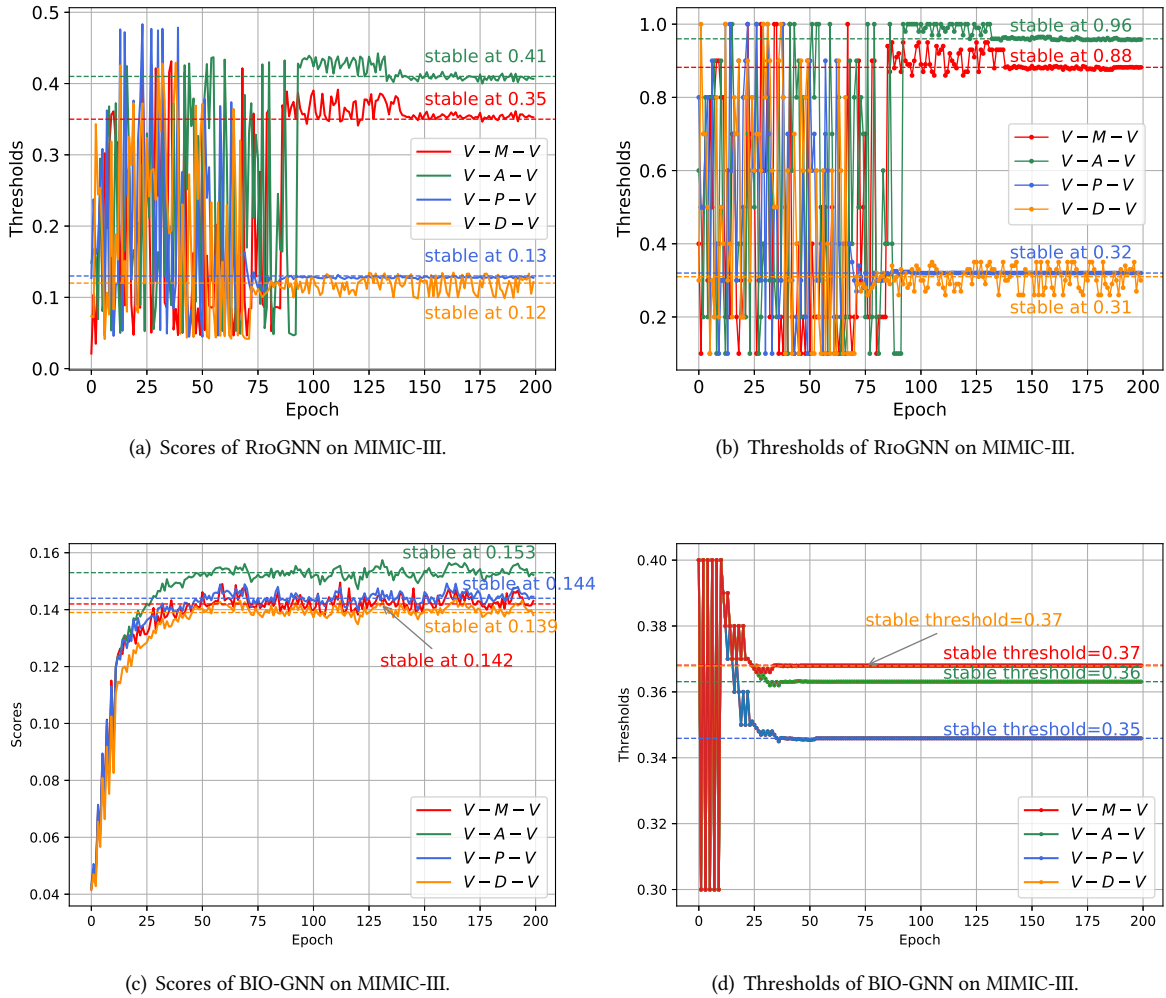 0.5
0.4
0.3
0.2
0.1
0.0
Thresholds
stable at 0.41
stable at 0.35
V − M − V
V − A − V
V − P − V
V − D − V
stable at 0.13
stable at 0.12
0 25 50 75 100 125 150 175 200
Epoch
(a) Scores of RioGNN on MIMIC-III.
1.0
0.8
0.6
0.4
0.2
Thresholds
stable at 0.96
stable at 0.88
V − M − V
V − A − V
V − P − V
V − D − V
stable at 0.32
stable at 0.31
0 25 50 75 100 125 150 175 200
Epoch
(b) Thresholds of RioGNN on MIMIC-III.
0.16
0.14
0.12
0.10
0.08
0.06
0.04
Scores
stable at 0.153
stable at 0.144
stable at 0.139
stable at 0.142
V − M − V
V − A − V
V − P − V
V − D − V
0 25 50 75 100 125 150 175 200
Epoch
(c) Scores of BIO-GNN on MIMIC-III.
0.40
0.38
0.36
0.34
0.32
0.30
Thresholds
stable threshold=0.37
stable threshold=0.37
stable threshold=0.36
stable threshold=0.35
V − M − V
V − A − V
V − P − V
V − D − V
0 25 50 75 100 125 150 175 200
Epoch
(d) Thresholds of BIO-GNN on MIMIC-III.